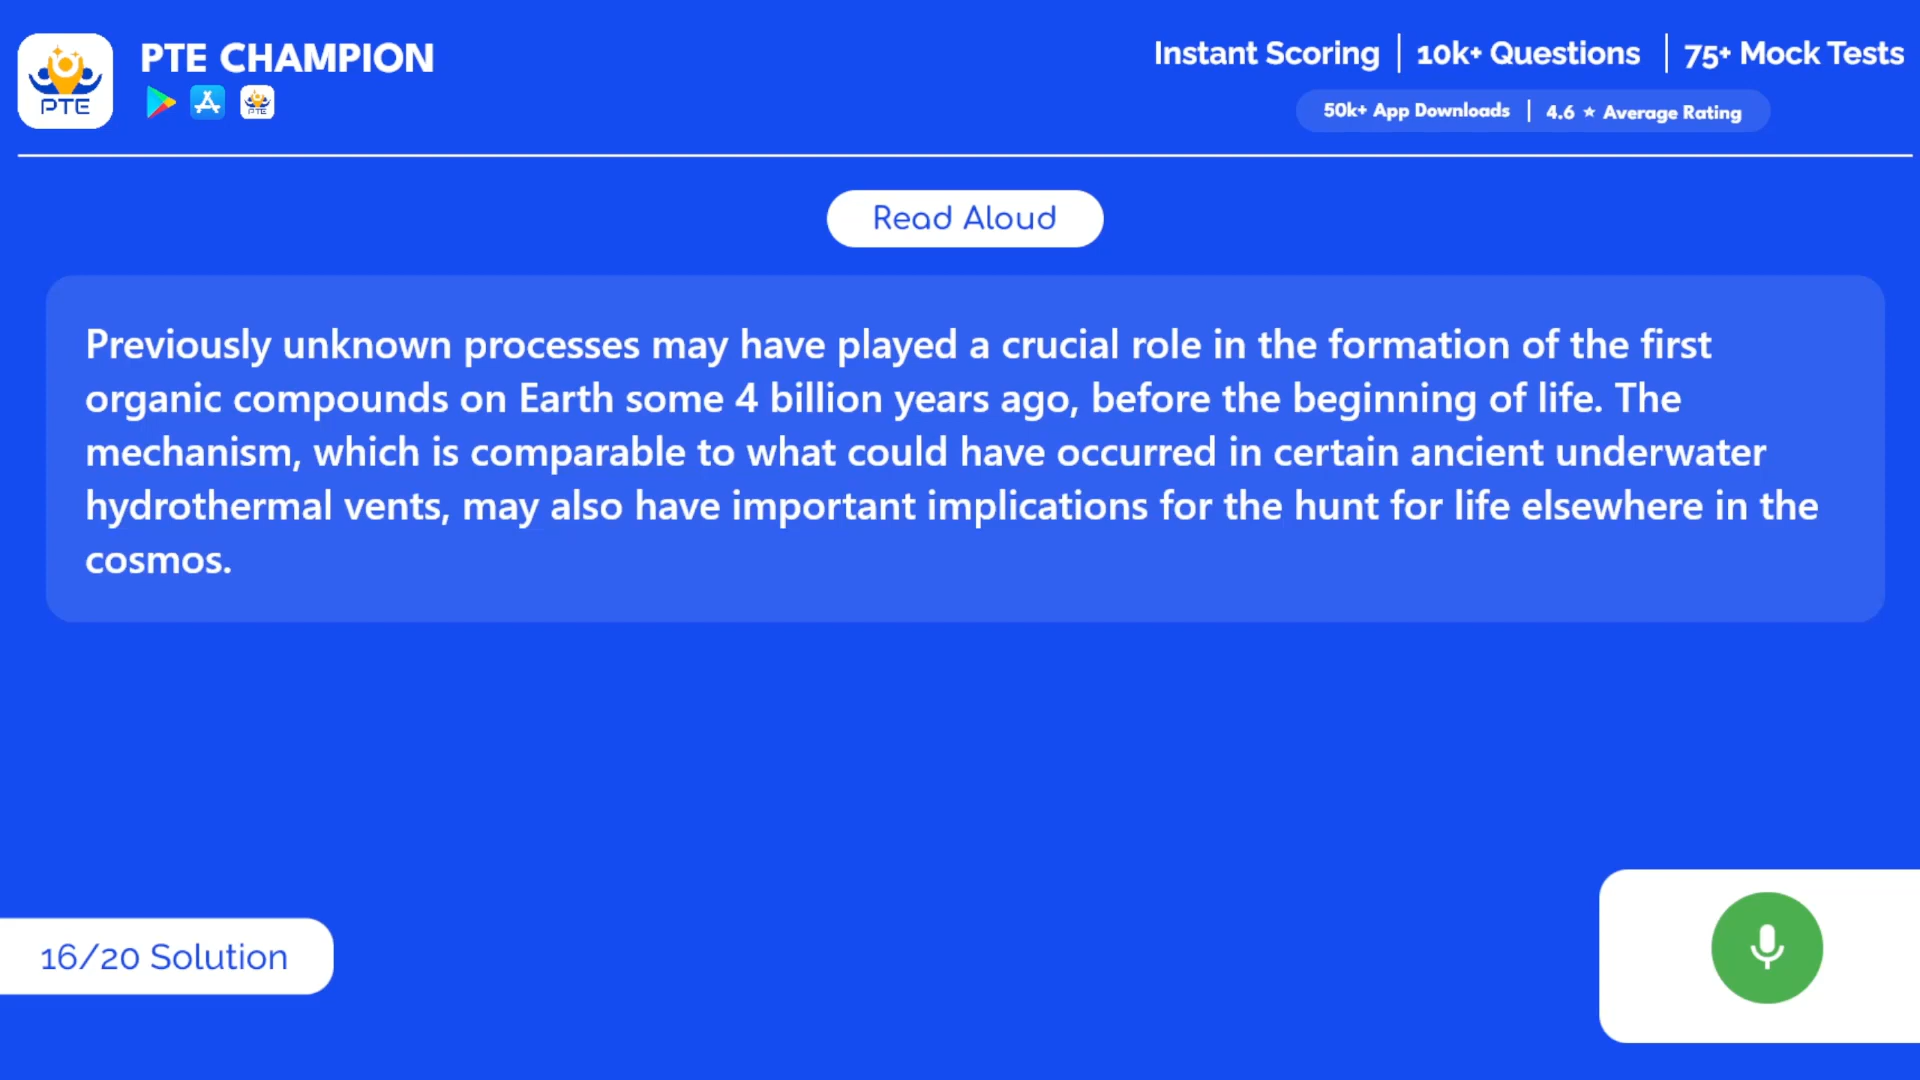 PTE CHAMPION
PTE
PTE
Instant Scoring | 10k+ Questions | 75+ Mock Tests
50k+ App Downloads | 4.6 ★ Average Rating
Read Aloud
Previously unknown processes may have played a crucial role in the formation of the first
organic compounds on Earth some 4 billion years ago, before the beginning of life. The
mechanism, which is comparable to what could have occurred in certain ancient underwater
hydrothermal vents, may also have important implications for the hunt for life elsewhere in the
cosmos.
16/20 Solution